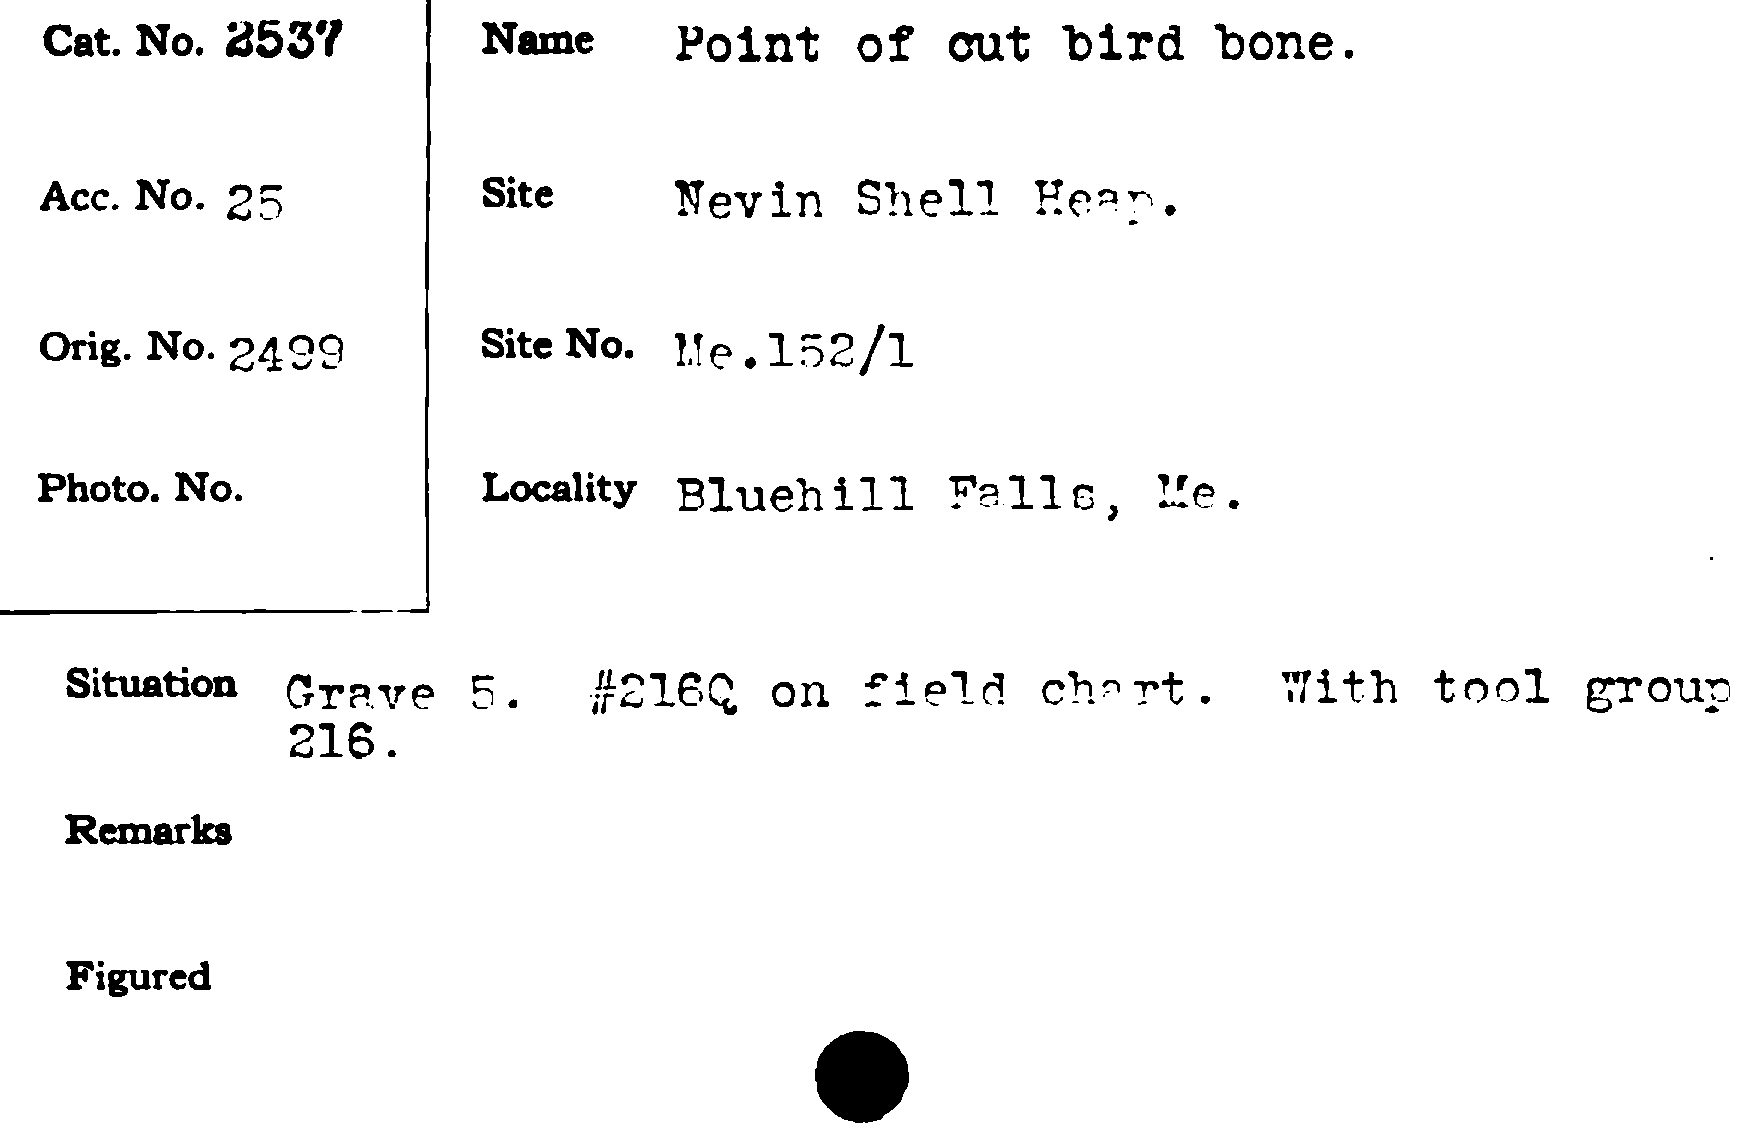 Cat. No. 2537
Name Point of cut bird bone.
Acc. No. 25
Site Nevin Shell Heap.
Orig. No. 2499
Site No. Me.152/1
Photo. No.
Locality Bluehill Falls, Me.
Situation Grave 5. #216Q on field chart. With tool group
216.
Remarks
Figured